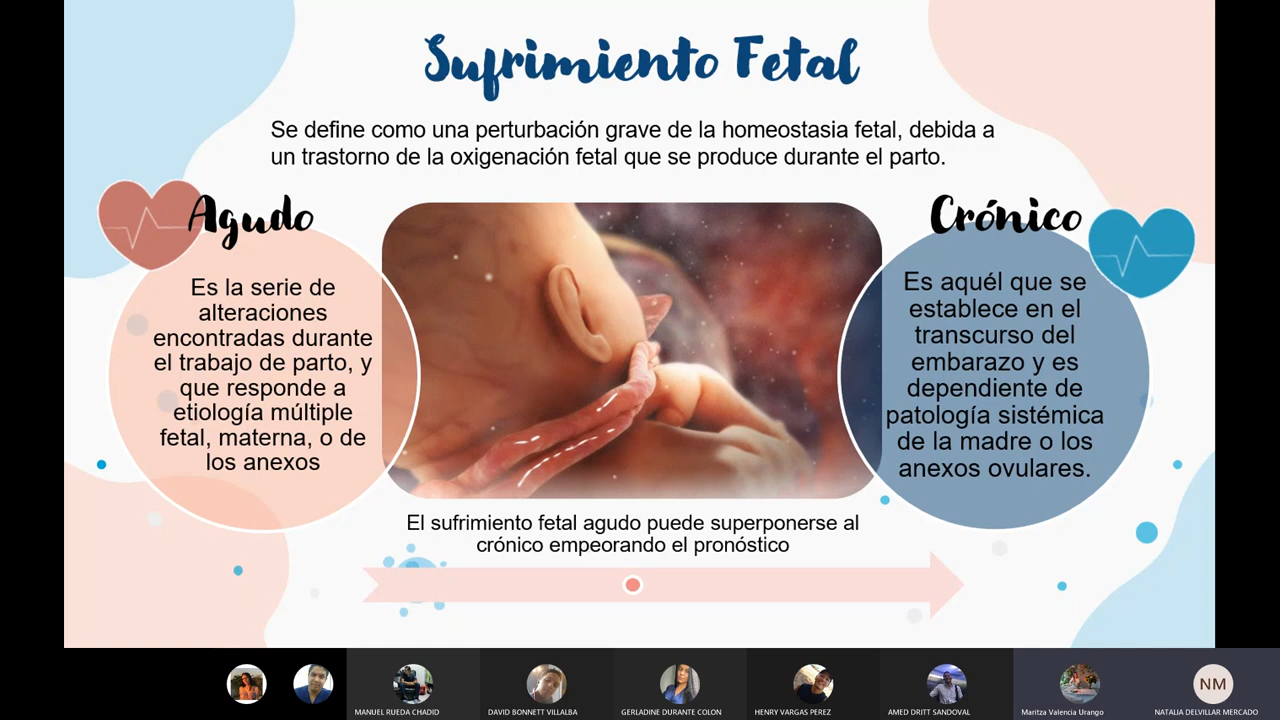 Sufrimiento Fetal
Se define como una perturbación grave de la homeostasia fetal, debida a
un trastorno de la oxigenación fetal que se produce durante el parto.
Agudo
Es la serie de
alteraciones
encontradas durante
el trabajo de parto, y
que responde a
etiología múltiple
fetal, materna, o de
los anexos
Crónico
Es aquél que se
establece en el
transcurso del
embarazo y es
dependiente de
patología sistémica
de la madre o los
anexos ovulares.
El sufrimiento fetal agudo puede superponerse al
crónico empeorando el pronóstico
MANUEL RUEDA CHADID
DAVID BONNETT VILLALBA
GERLADINE DURANTE COLON
HENRY VARGAS PEREZ
AMED DRITT SANDOVAL
Maritza Valencia Urango
NM
NATALIA DELVILLAR MERCADO